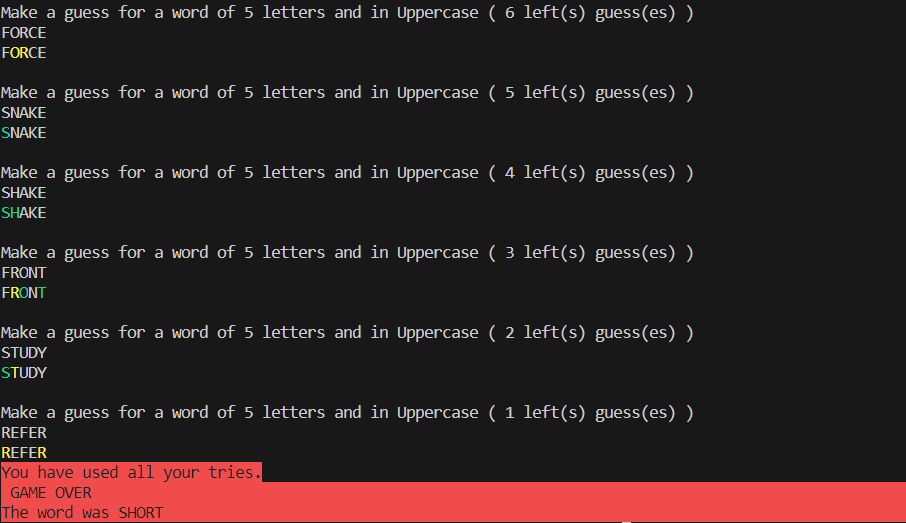 Make a guess for a word of 5 letters and in Uppercase ( 6 left(s) guess(es) )
FORCE
FORCE
Make a guess for a word of 5 letters and in Uppercase ( 5 left(s) guess(es) )
SNAKE
SNAKE
Make a guess for a word of 5 letters and in Uppercase ( 4 left(s) guess(es) )
SHAKE
SHAKE
Make a guess for a word of 5 letters and in Uppercase ( 3 left(s) guess(es) )
FRONT
FRONT
Make a guess for a word of 5 letters and in Uppercase ( 2 left(s) guess(es) )
STUDY
STUDY
Make a guess for a word of 5 letters and in Uppercase ( 1 left(s) guess(es) )
REFER
REFER
You have used all your tries.
GAME OVER
The word was SHORT